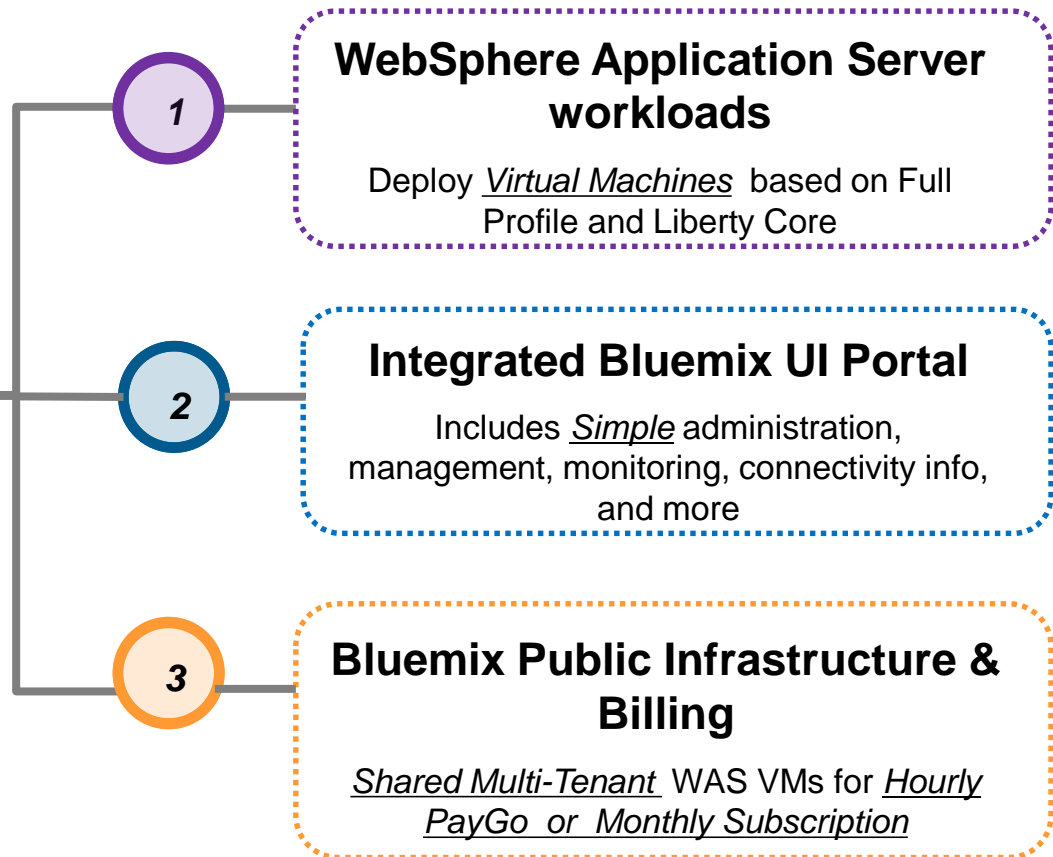 1
WebSphere Application Server
workloads
Deploy Virtual Machines based on Full
Profile and Liberty Core
2
Integrated Bluemix UI Portal
Includes Simple administration,
management, monitoring, connectivity info,
and more
3
Bluemix Public Infrastructure &
Billing
Shared Multi-Tenant WAS VMs for Hourly
PayGo or Monthly Subscription